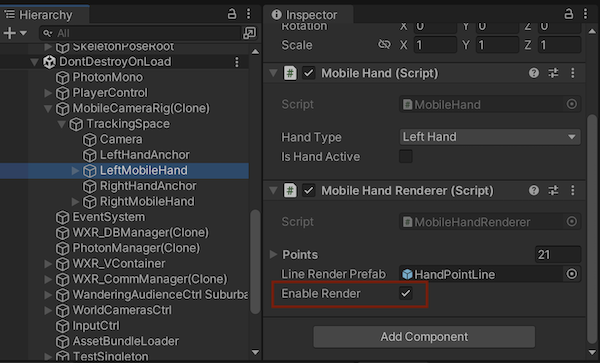 Hierarchy
All
SkeletonPoseRoot
DontDestroyOnLoad
PhotonMono
PlayerControl
MobileCameraRig(Clone)
TrackingSpace
Camera
LeftHandAnchor
LeftMobileHand
RightHandAnchor
RightMobileHand
EventSystem
WXR_DBManager(Clone)
PhotonManager(Clone)
WXR_VContainer
WXR_CommManager(Clone)
WanderingAudienceCtrl Suburba
WorldCamerasCtrl
InputCtrl
AssetBundleLoader
TestSingleton
Inspector
Rotation X 0 Y 0 Z 0
Scale X 1 Y 1 Z 1
Mobile Hand (Script)
Script MobileHand
Hand Type Left Hand
Is Hand Active
Mobile Hand Renderer (Script)
Script MobileHandRenderer
Points 21
Line Render Prefab HandPointLine
Enable Render
Add Component